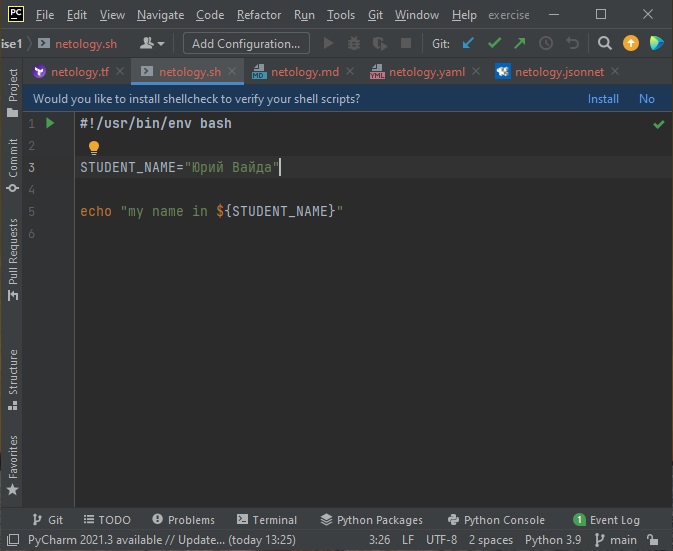 PC File Edit View Navigate Code Refactor Run Tools Git Window Help exercise
ise1 netology.sh Add Configuration... Git:
netology.tf netology.sh netology.md netology.yaml netology.jsonnet
Would you like to install shellcheck to verify your shell scripts? Install No
1 #!/usr/bin/env bash
2
3 STUDENT_NAME="Юрий Вайда"
4
5 echo "my name in ${STUDENT_NAME}"
6
Project
Commit
Pull Requests
Structure
Favorites
Git TODO Problems Terminal Python Packages Python Console 1 Event Log
PyCharm 2021.3 available // Update... (today 13:25) 3:26 LF UTF-8 2 spaces Python 3.9 main